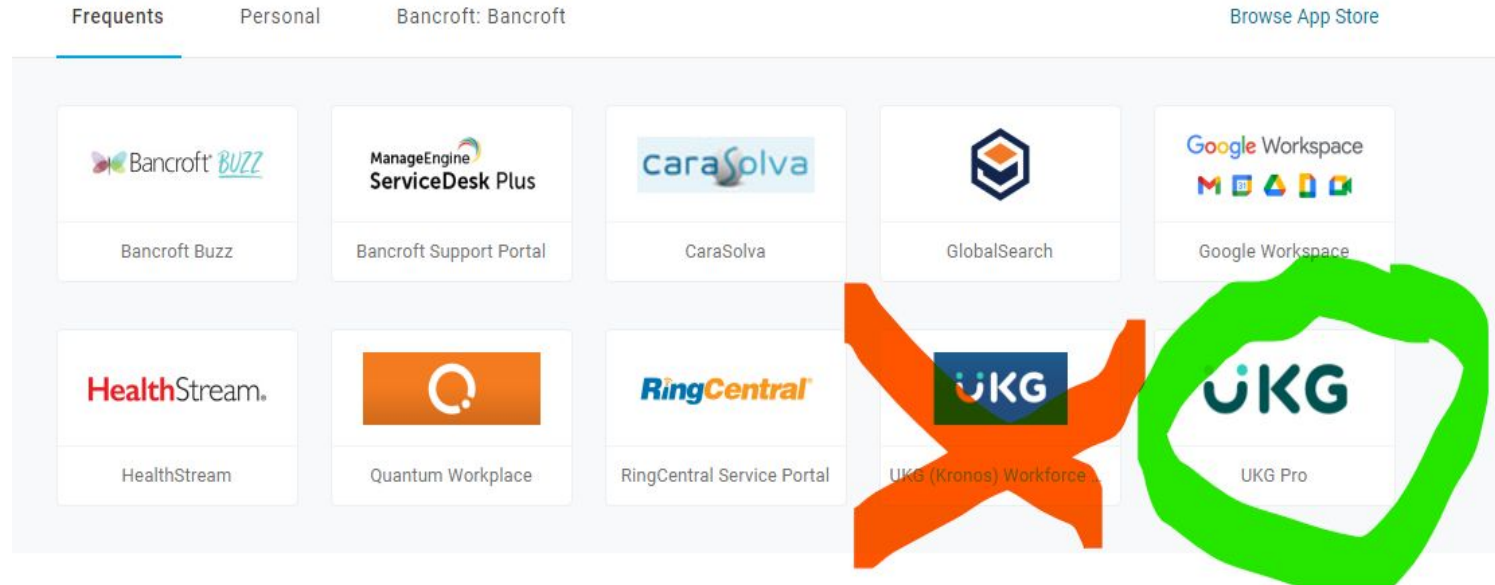 Frequents Personal Bancroft: Bancroft Browse App Store
Bancroft BUZZ
ManageEngine
ServiceDesk Plus
caraSolva
Google Workspace
31
Bancroft Buzz
Bancroft Support Portal
CaraSolva
GlobalSearch
Google Workspace
HealthStream.
RingCentral
UKG
UKG
HealthStream
Quantum Workplace
RingCentral Service Portal
UKG (Kronos) Workforce ...
UKG Pro